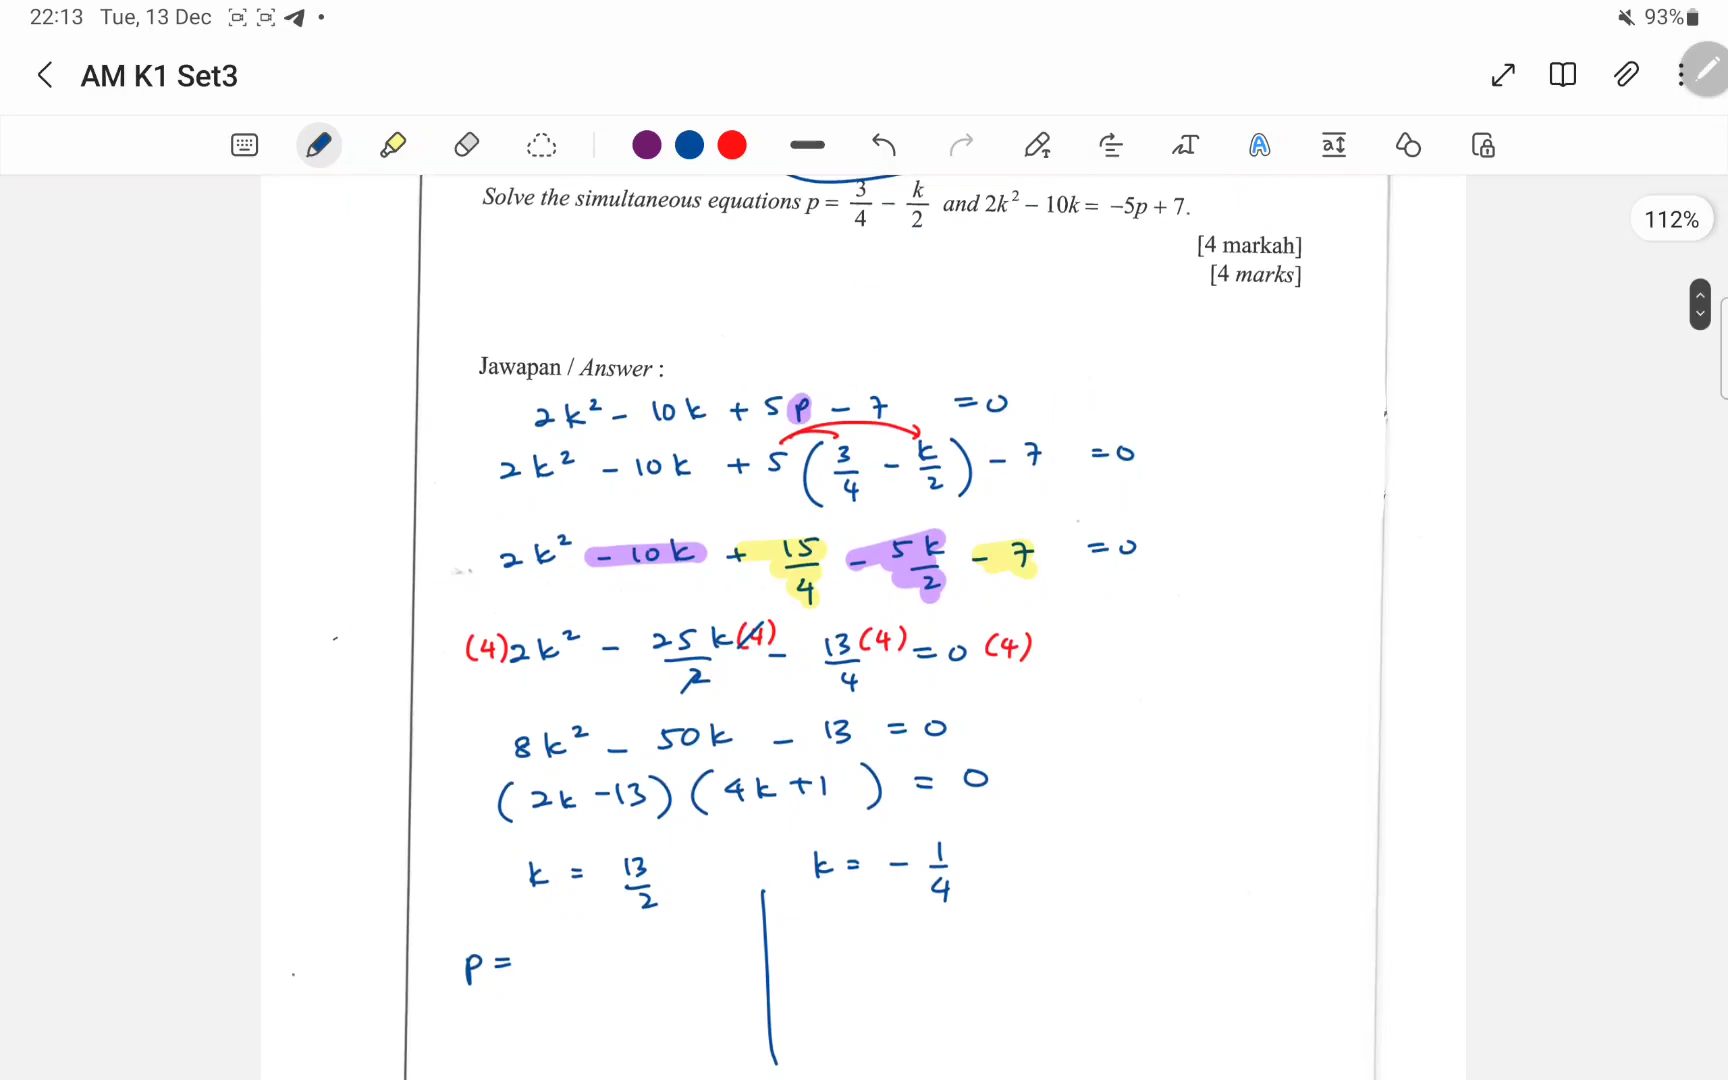 22:13 Tue, 13 Dec
93%
AM K1 Set3
112%
Solve the simultaneous equations p = 3/4 − k/2 and 2k² − 10k = −5p + 7.
[4 markah]
[4 marks]
Jawapan / Answer :
2k² − 10k + 5p − 7 = 0
2k² − 10k + 5(3/4 − k/2) − 7 = 0
2k² − 10k + 15/4 − 5k/2 − 7 = 0
(4)2k² − 25k/2(4) − 13/4(4) = 0 (4)
8k² − 50k − 13 = 0
(2k − 13)(4k + 1) = 0
k = 13/2 k = − 1/4
p =